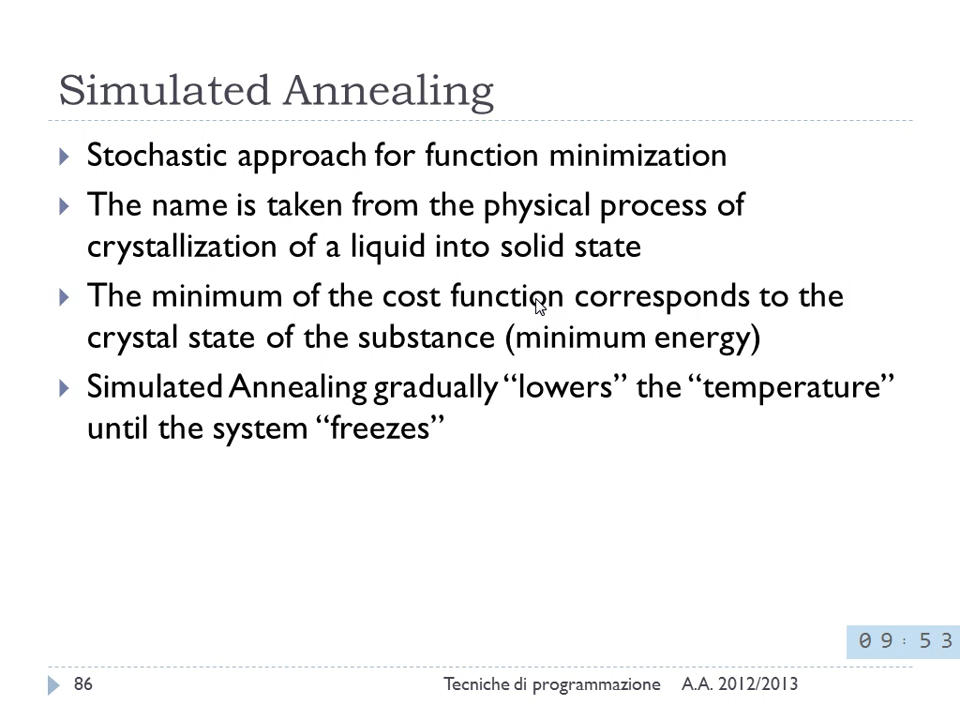 Simulated Annealing
Stochastic approach for function minimization
The name is taken from the physical process of
crystallization of a liquid into solid state
The minimum of the cost function corresponds to the
crystal state of the substance (minimum energy)
Simulated Annealing gradually “lowers” the “temperature”
until the system “freezes”
09:53
86 Tecniche di programmazione A.A. 2012/2013